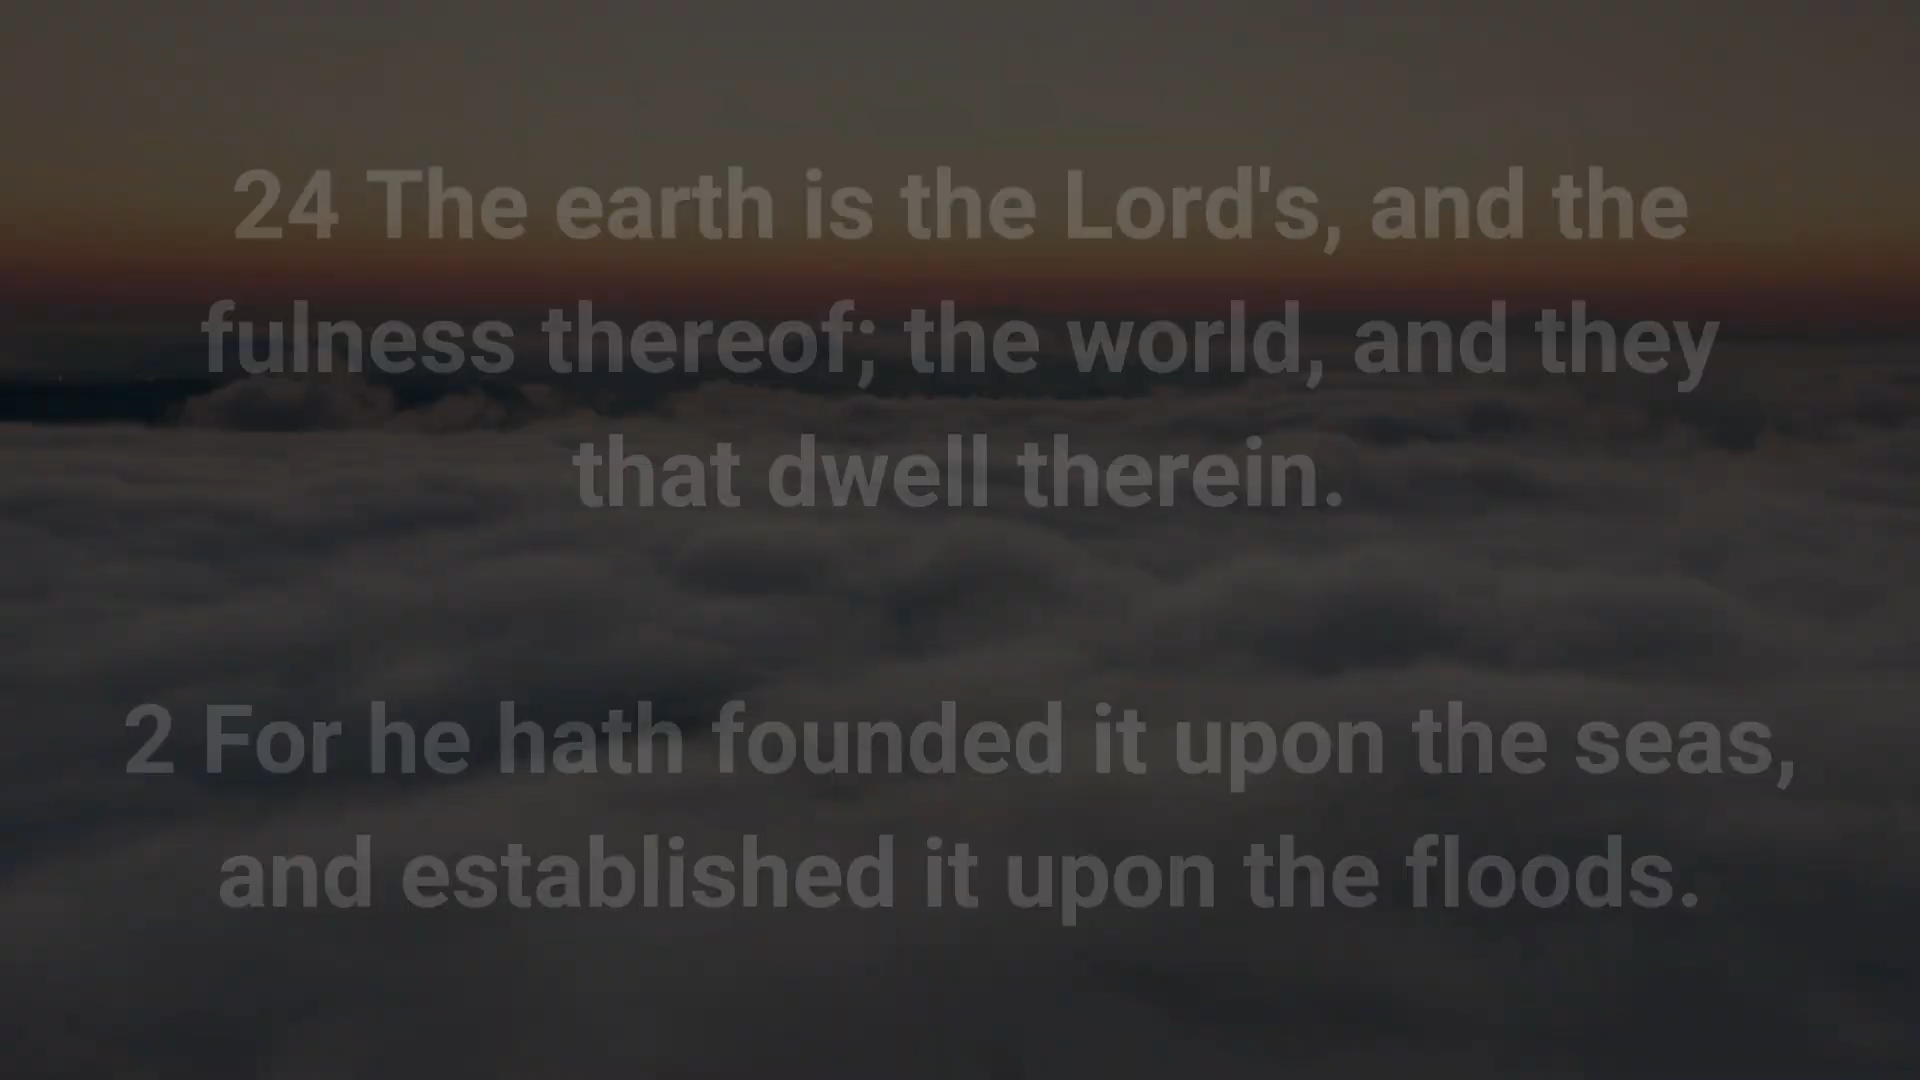 24 The earth is the Lord's, and the
fulness thereof; the world, and they
that dwell therein.
2 For he hath founded it upon the seas,
and established it upon the floods.